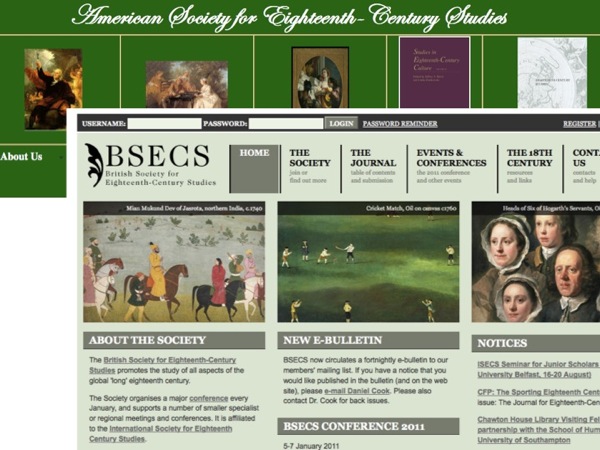 American Society for Eighteenth-Century Studies
Studies in
Eighteenth-Century
Culture
About Us
USERNAME: PASSWORD: LOGIN PASSWORD REMINDER REGISTER |
BSECS
British Society for
Eighteenth-Century Studies
HOME
THE
SOCIETY
join or
find out more
THE
JOURNAL
table of contents
and submission
EVENTS &
CONFERENCES
the 2011 conference
and other events
THE 18TH
CENTURY
resources
and links
CONTA
US
contacts
and help
Mian Mukund Dev of Jasrota, northern India, c.1740
Cricket Match, Oil on canvas c1760
Heads of Six of Hogarth's Servants, O
ABOUT THE SOCIETY
The British Society for Eighteenth-Century
Studies promotes the study of all aspects of the
global 'long' eighteenth century.
The Society organises a major conference every
January, and supports a number of smaller specialist
or regional meetings and conferences. It is affiliated
to the International Society for Eighteenth
Century Studies.
NEW E-BULLETIN
BSECS now circulates a fortnightly e-bulletin to our
members' mailing list. If you have a notice that you
would like published in the bulletin (and on the web
site), please e-mail Daniel Cook. Please also
contact Dr. Cook for back issues.
BSECS CONFERENCE 2011
5-7 January 2011
NOTICES
ISECS Seminar for Junior Scholars
University Belfast, 16-20 August)
CFP: The Sporting Eighteenth Cent
issue: The Journal for Eighteenth-
Chawton House Library Visiting Fel
partnership with the School of Hum
University of Southampton